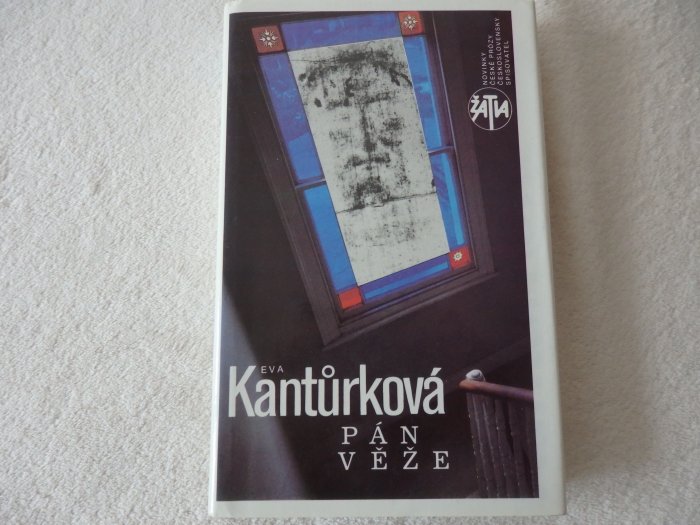 NOVINKY
ČESKÉ PRÓZY
ČESKOSLOVENSKÝ
SPISOVATEL
ŽATVA
EVA
Kantůrková
PÁN
VĚŽE